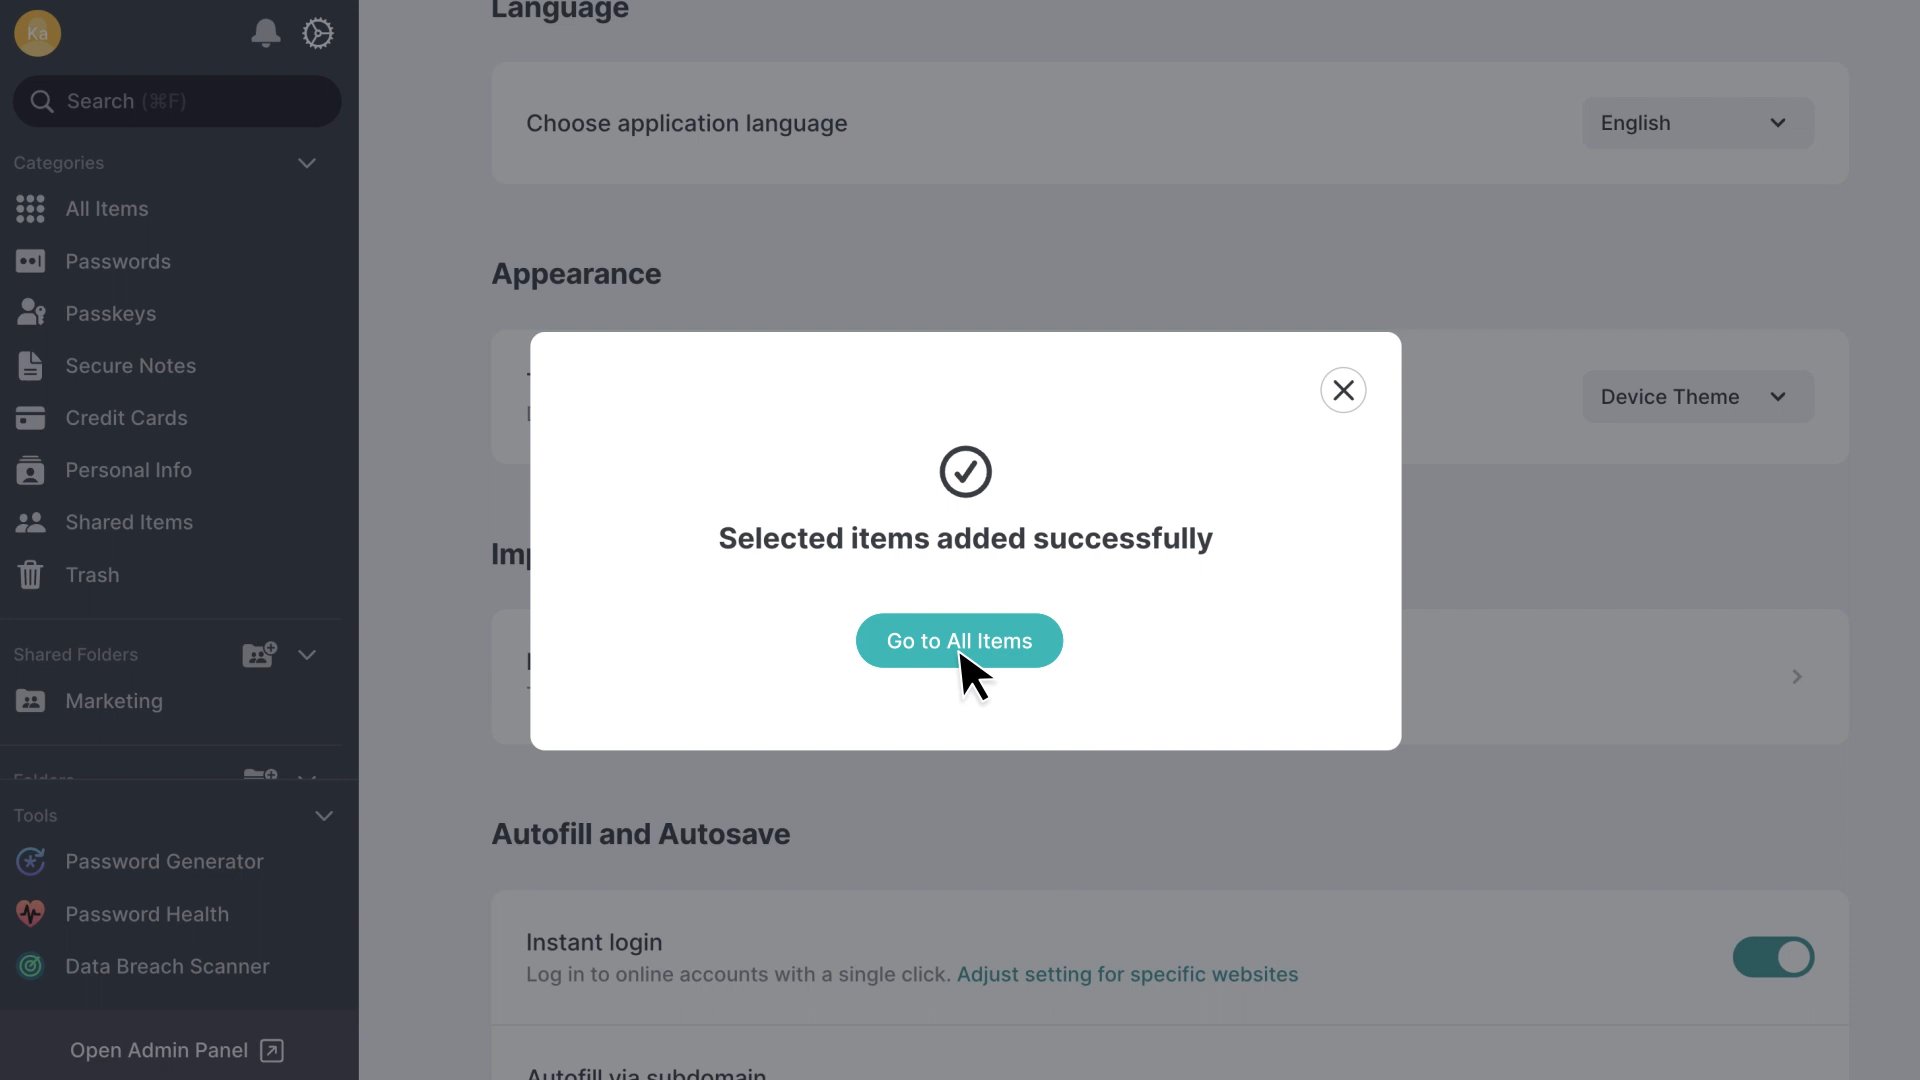 Ka
Search (⌘F)
Categories
All Items
Passwords
Passkeys
Secure Notes
Credit Cards
Personal Info
Shared Items
Trash
Shared Folders
Marketing
Folders
Tools
Password Generator
Password Health
Data Breach Scanner
Open Admin Panel
Language
Choose application language
English
Appearance
Device Theme
Imp
Selected items added successfully
Go to All Items
Autofill and Autosave
Instant login
Log in to online accounts with a single click. Adjust setting for specific websites
Autofill via subdomain